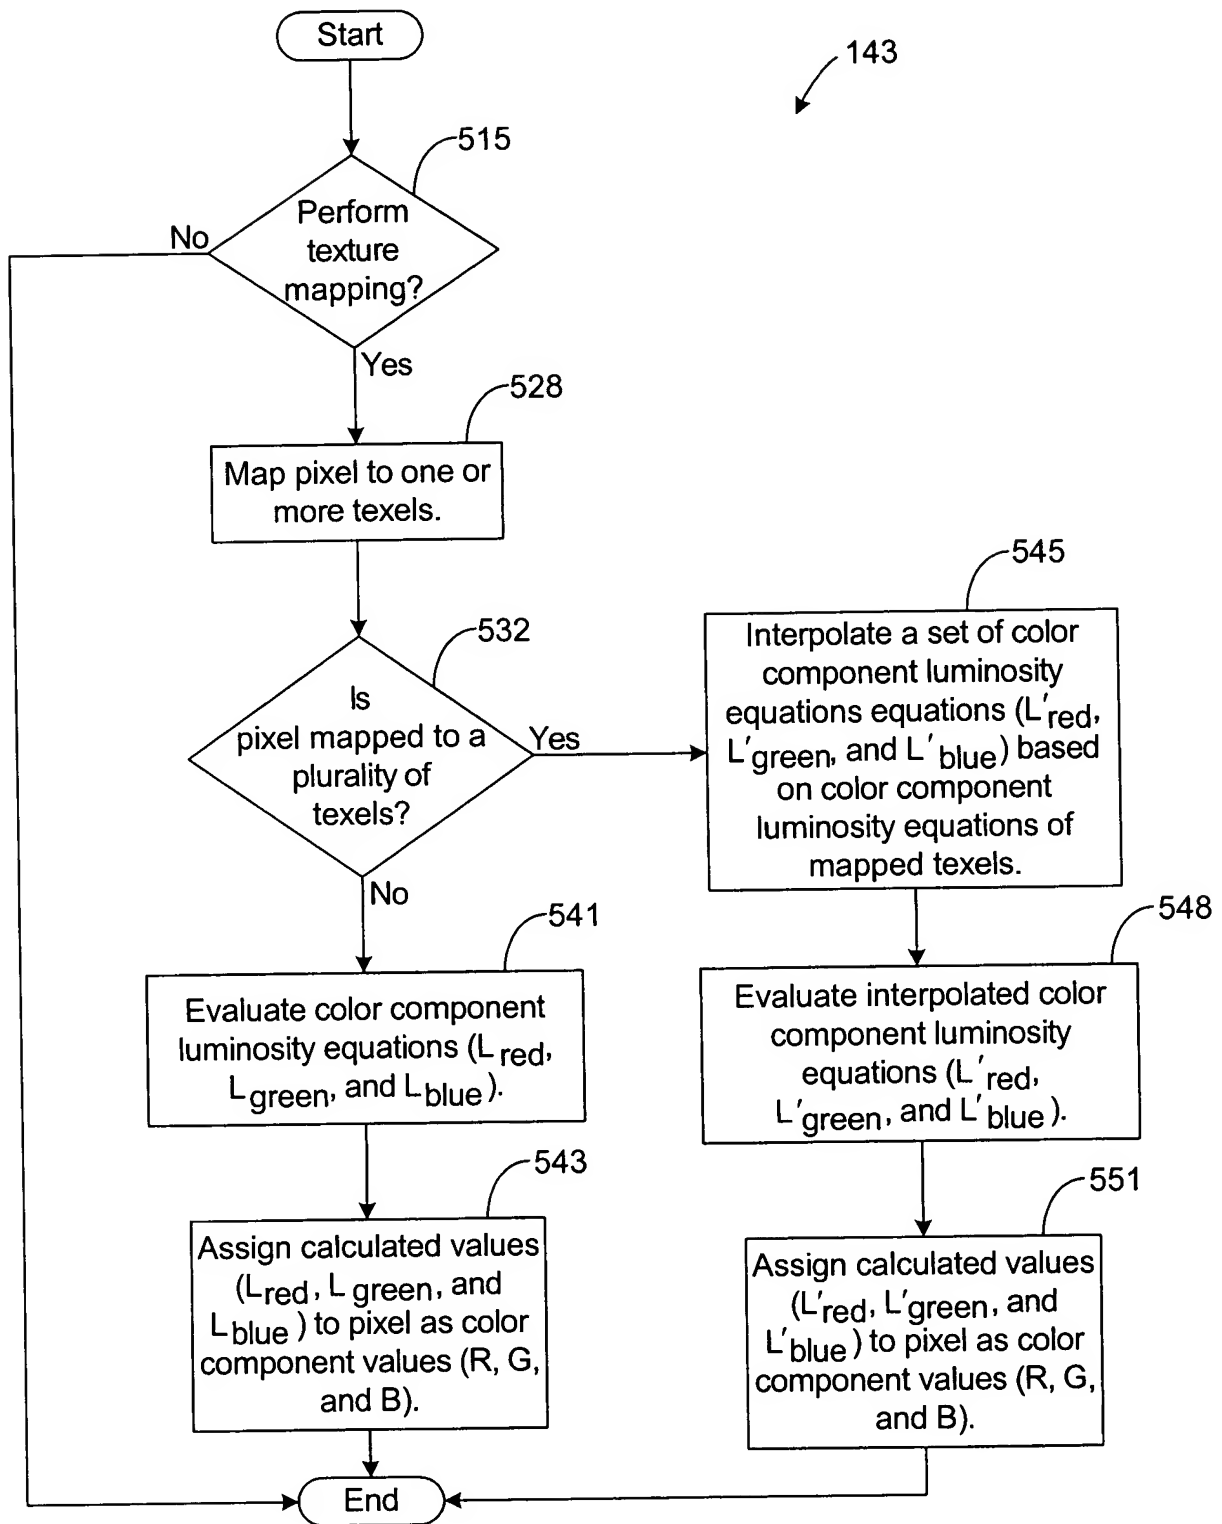 Start
143
515
Perform
texture
mapping?
No
Yes
528
Map pixel to one or
more texels.
532
Is
pixel mapped to a
plurality of
texels?
Yes
No
545
Interpolate a set of color
component luminosity
equations equations (L'red,
L'green, and L'blue) based
on color component
luminosity equations of
mapped texels.
541
Evaluate color component
luminosity equations (Lred,
Lgreen, and Lblue).
548
Evaluate interpolated color
component luminosity
equations (L'red,
L'green, and L'blue).
543
Assign calculated values
(Lred, Lgreen, and
Lblue) to pixel as color
component values (R, G,
and B).
551
Assign calculated values
(L'red, L'green, and
L'blue) to pixel as color
component values (R, G,
and B).
End